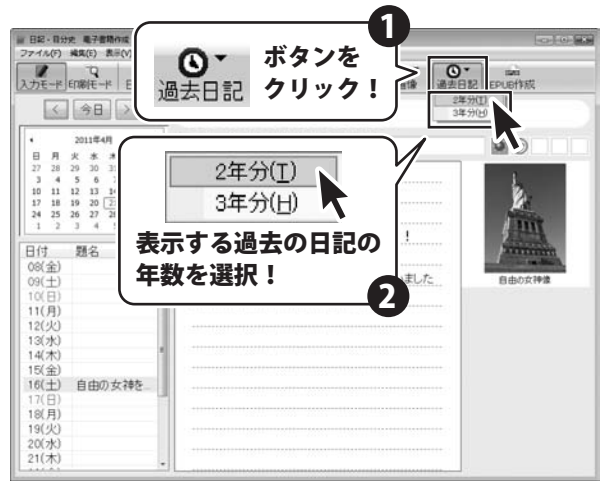 日記・自分史 電子書籍作成
ファイル(F) 編集(E) 表示(V)
入力モード 印刷モード
過去日記 EPUB作成
2年分(T)
3年分(H)
1
過去日記
ボタンを
クリック！
< 今日 >
2011年4月
日 月 火 水
27 28 29 30
3 4 5 6
10 11 12 13
17 18 19 20
24 25 26 27
1 2 3 4
2年分(T)
3年分(H)
表示する過去の日記の
年数を選択！
2
！
いました
自由の女神像
日付 題名
08(金)
09(土)
10(日)
11(月)
12(火)
13(水)
14(木)
15(金)
16(土) 自由の女神を...
17(日)
18(月)
19(火)
20(水)
21(木)